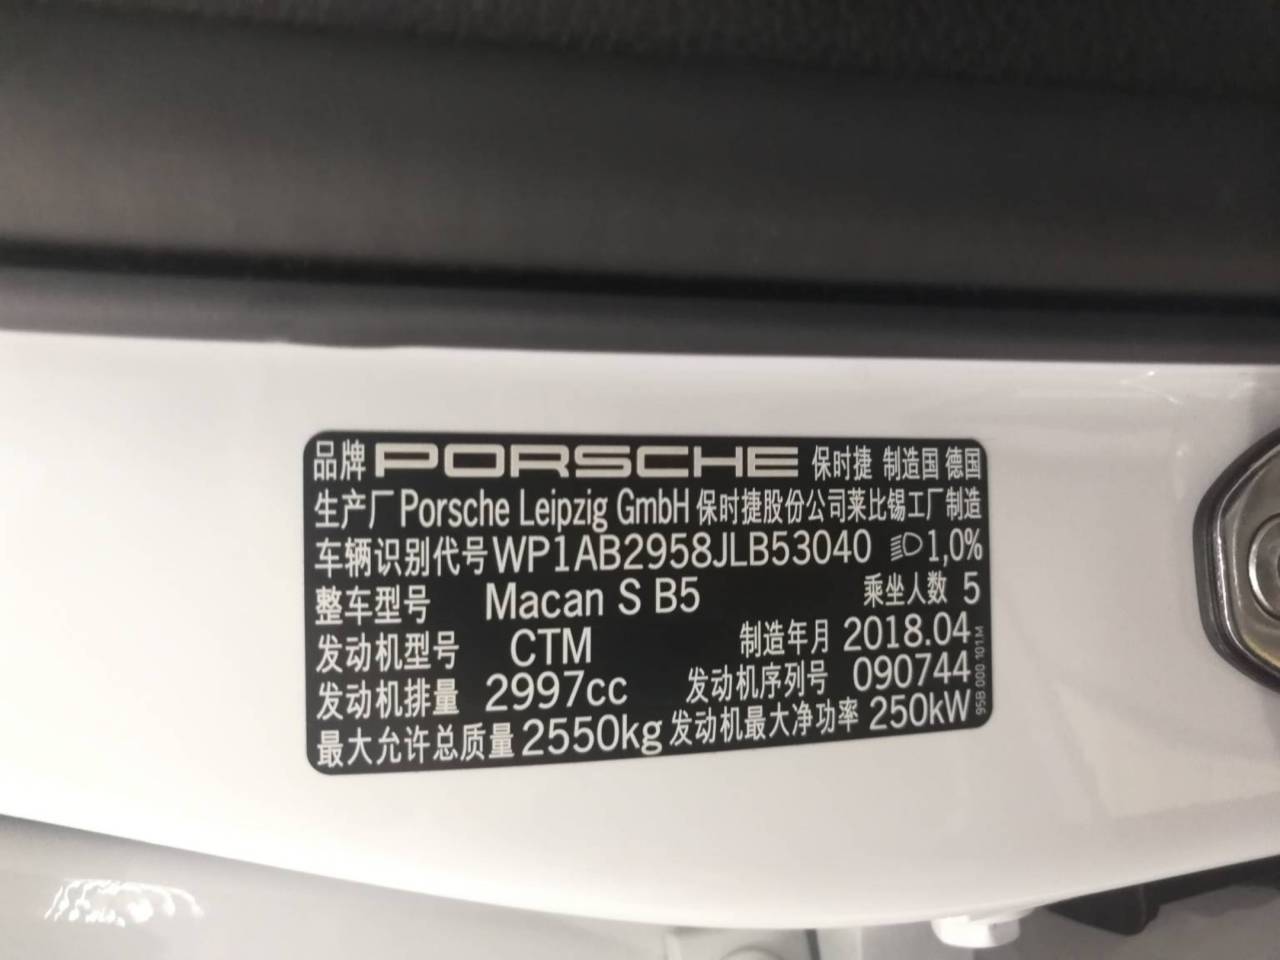 品牌 PORSCHE 保时捷 制造国 德国
生产厂 Porsche Leipzig GmbH 保时捷股份公司莱比锡工厂制造
车辆识别代号 WP1AB2958JLB53040 1,0%
整车型号 Macan S B5 乘坐人数 5
发动机型号 CTM 制造年月 2018.04
发动机排量 2997cc 发动机序列号 090744
最大允许总质量 2550kg 发动机最大净功率 250kW
95B 000 101.M